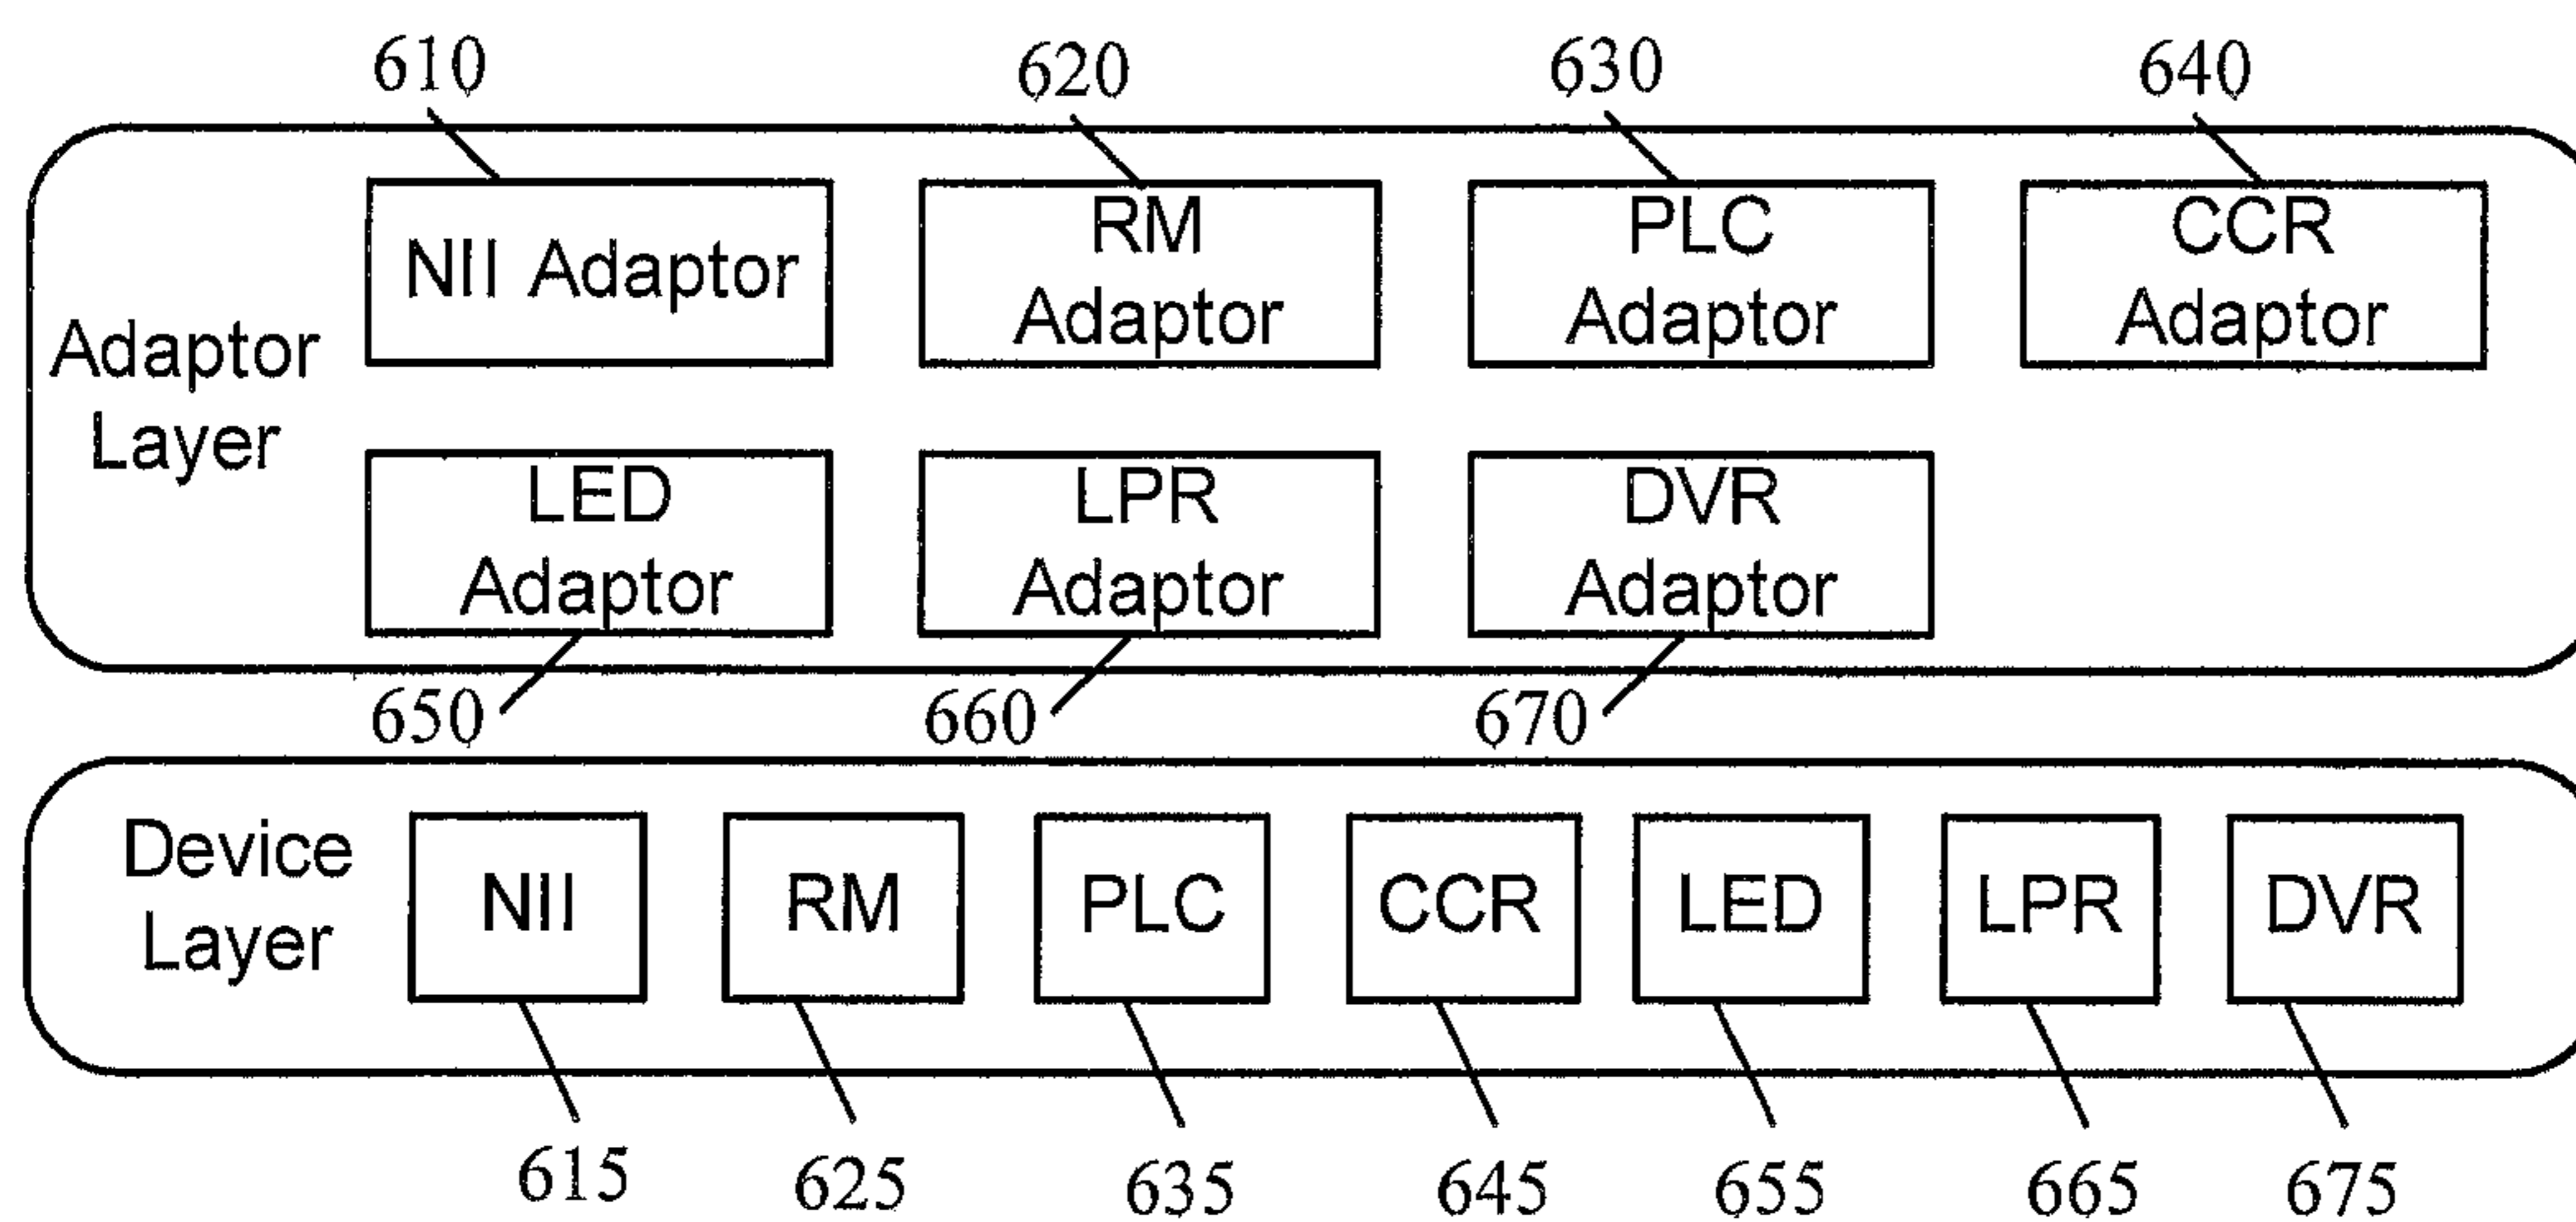 610
620
630
640
Adaptor
Layer
NII Adaptor
RM
Adaptor
PLC
Adaptor
CCR
Adaptor
LED
Adaptor
LPR
Adaptor
DVR
Adaptor
650
660
670
Device
Layer
NII
RM
PLC
CCR
LED
LPR
DVR
615
625
635
645
655
665
675